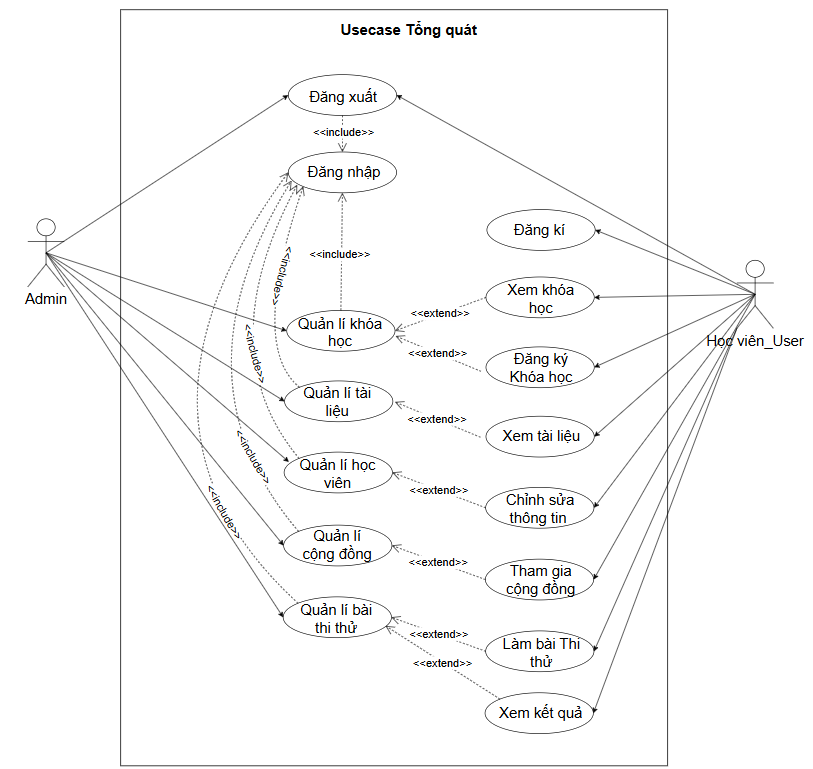 Usecase Tổng quát
Đăng xuất
<<include>>
Đăng nhập
Đăng kí
<<include>>
<<include>>
Admin
Xem khóa
học
<<extend>>
Quản lí khóa
học
Học viên_User
<<include>>
<<extend>>
Đăng ký
Khóa học
Quản lí tài
liệu
<<extend>>
Xem tài liệu
<<include>>
Quản lí học
viên
<<extend>>
Chỉnh sửa
thông tin
<<include>>
Quản lí
cộng đồng
<<extend>>
Tham gia
cộng đồng
Quản lí bài
thi thử
<<extend>>
Làm bài Thi
thử
<<extend>>
Xem kết quả